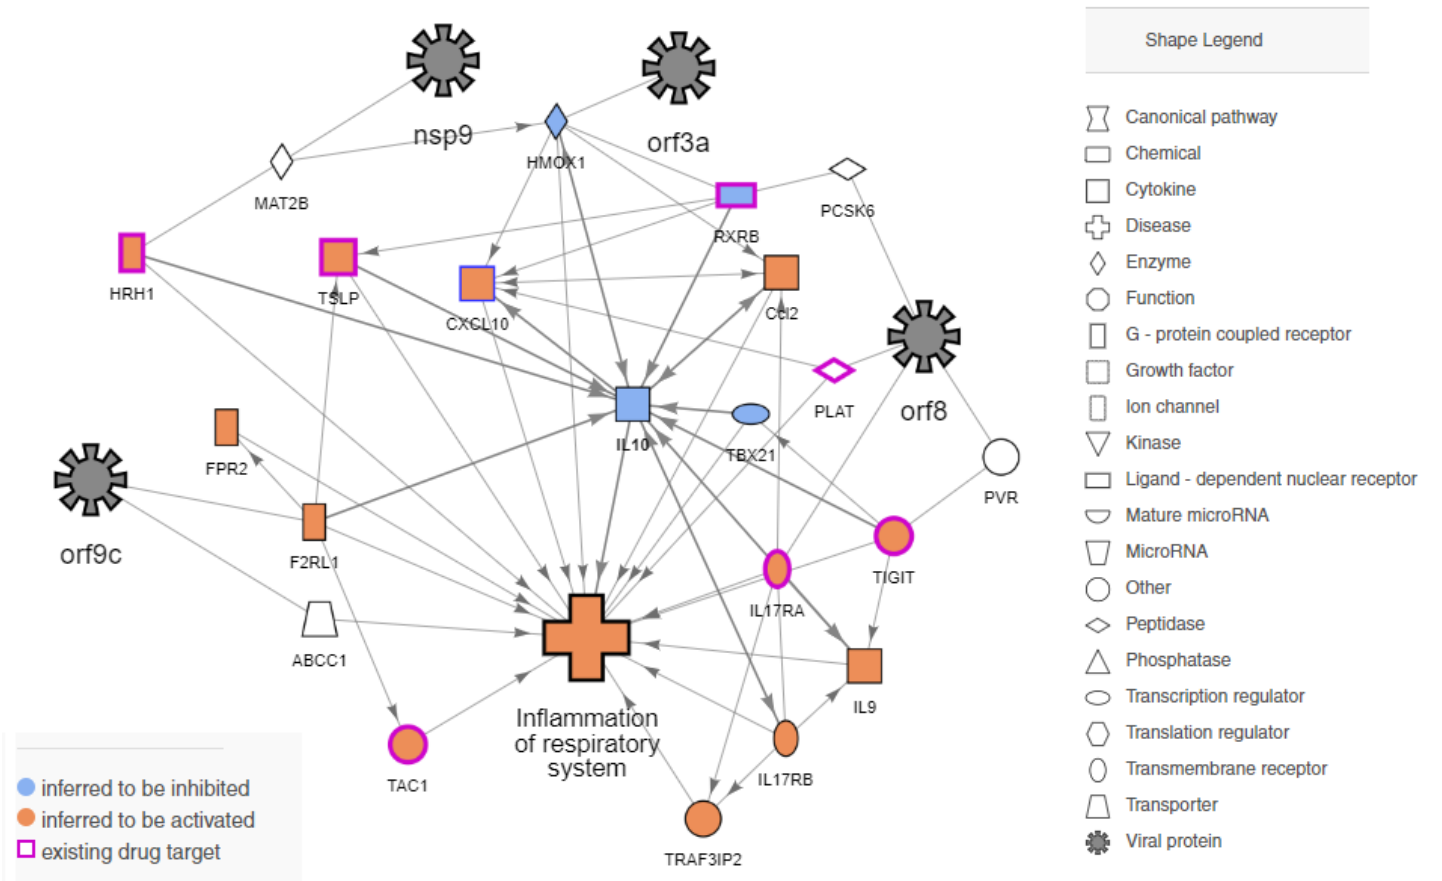 nsp9
orf3a
HMOX1
MAT2B
PCSK6
RXRB
HRH1
TSLP
CXCL10
Ccl2
PLAT
orf8
IL10
TBX21
FPR2
PVR
orf9c
F2RL1
TIGIT
IL17RA
ABCC1
IL9
Inflammation
of respiratory
system
TAC1
IL17RB
TRAF3IP2
inferred to be inhibited
inferred to be activated
existing drug target
Shape Legend
Canonical pathway
Chemical
Cytokine
Disease
Enzyme
Function
G - protein coupled receptor
Growth factor
Ion channel
Kinase
Ligand - dependent nuclear receptor
Mature microRNA
MicroRNA
Other
Peptidase
Phosphatase
Transcription regulator
Translation regulator
Transmembrane receptor
Transporter
Viral protein